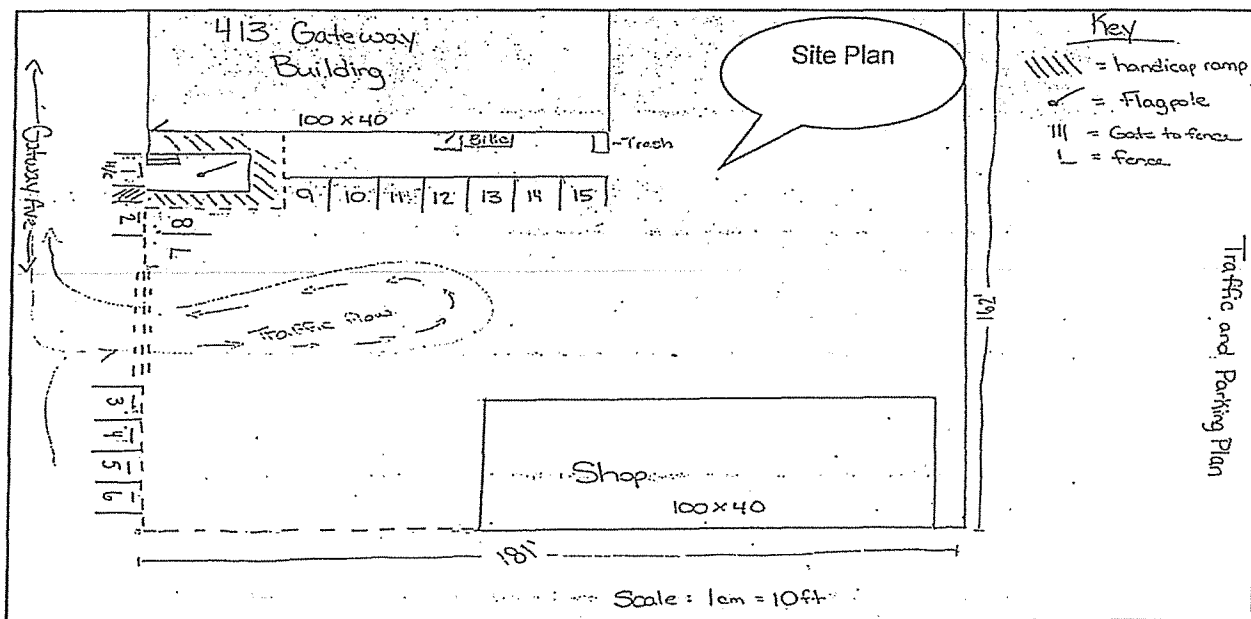 413 Gateway
Building
100 x 40
Site Plan
Key
= handicap ramp
= Flagpole
= Gate to fence
= fence
Gateway Ave
H/C
1
2
8
7
Trash
9 10 11 12 13 14 15
Traffic flow
3
4
5
6
Shop
100 x 40
162'
181'
Traffic and Parking Plan
Scale: 1cm = 10ft